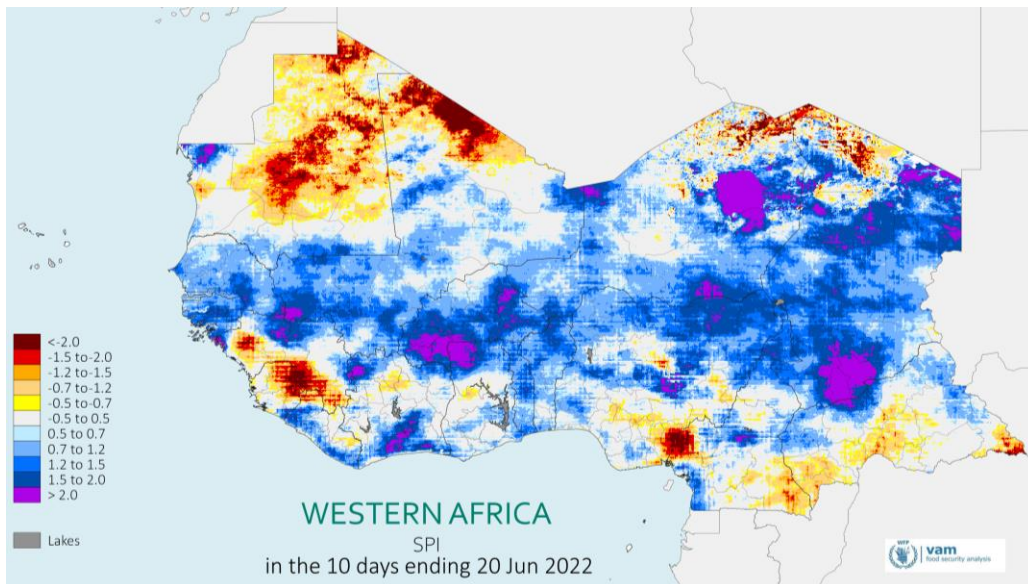 <-2.0
-1.5 to -2.0
-1.2 to -1.5
-0.7 to -1.2
-0.5 to -0.7
-0.5 to 0.5
0.5 to 0.7
0.7 to 1.2
1.2 to 1.5
1.5 to 2.0
> 2.0
Lakes
WESTERN AFRICA
SPI
in the 10 days ending 20 Jun 2022
WFP
vam
food security analysis